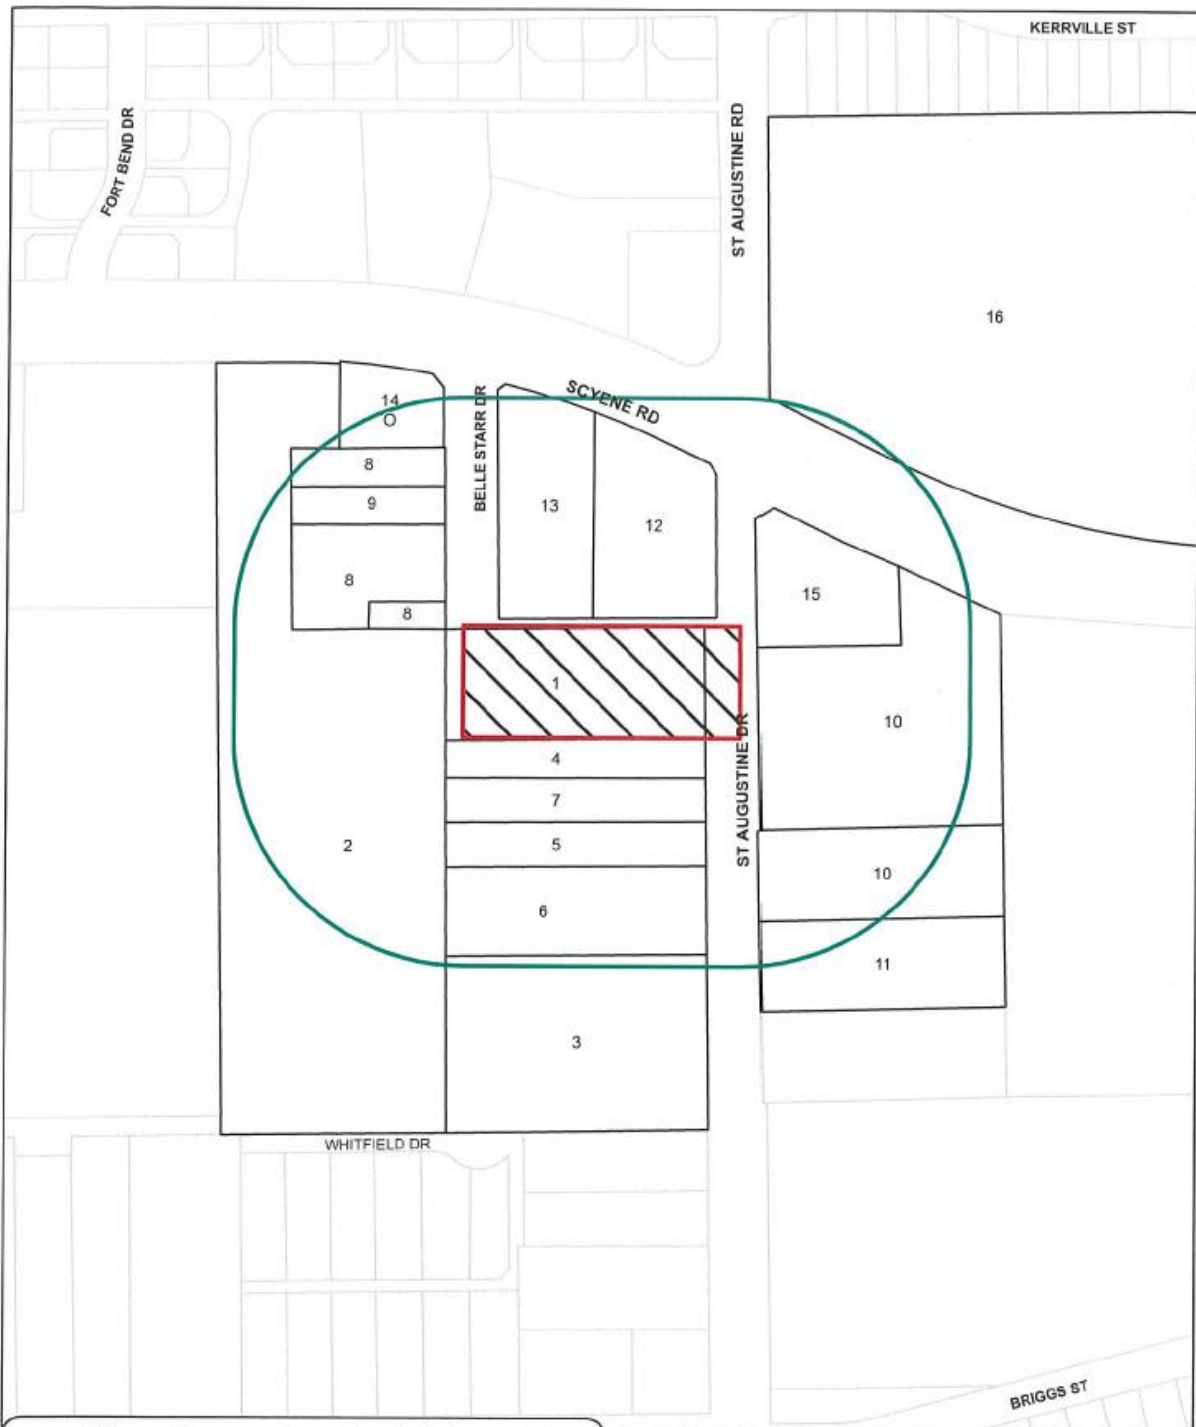 KERRVILLE ST
FORT BEND DR
ST AUGUSTINE RD
16
SCYENE RD
BELLE STARR DR
14
O
8
9
13
12
8
8
15
1
10
ST AUGUSTINE DR
4
7
5
2
10
6
11
3
WHITFIELD DR
BRIGGS ST